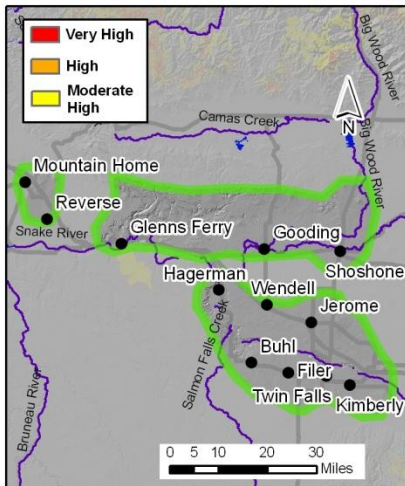 Very High
High
Moderate
High
Big Wood River
Camas Creek
N
Big Wood River
Mountain Home
Reverse
Snake River
Glenns Ferry
Gooding
Shoshone
Hagerman
Wendell
Jerome
Salmon Falls Creek
Buhl
Filer
Twin Falls
Kimberly
Bruneau River
0 5 10 20 30
Miles